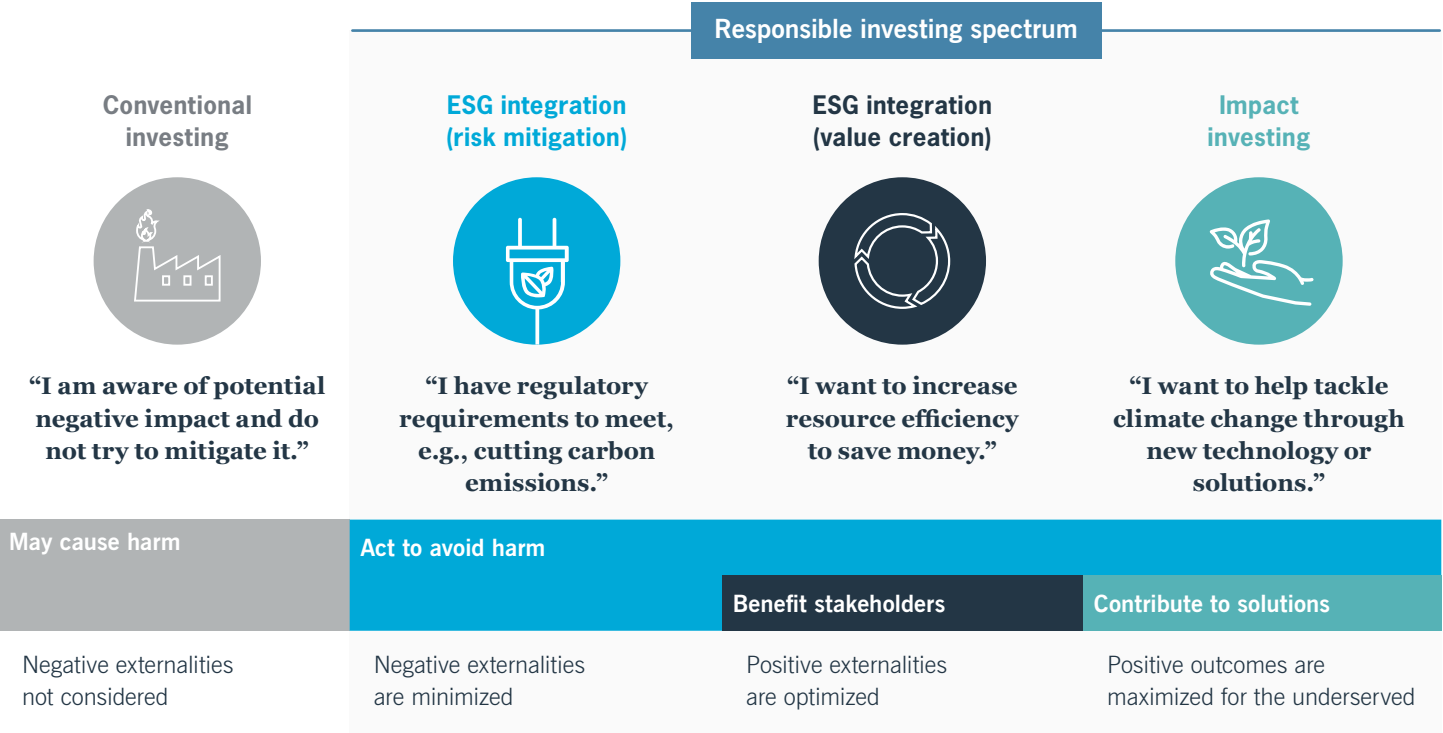 Responsible investing spectrum
Conventional
investing
ESG integration
(risk mitigation)
ESG integration
(value creation)
Impact
investing
“I am aware of potential
negative impact and do
not try to mitigate it.”
“I have regulatory
requirements to meet,
e.g., cutting carbon
emissions.”
“I want to increase
resource efficiency
to save money.”
“I want to help tackle
climate change through
new technology or
solutions.”
May cause harm
Act to avoid harm
Benefit stakeholders
Contribute to solutions
Negative externalities
not considered
Negative externalities
are minimized
Positive externalities
are optimized
Positive outcomes are
maximized for the underserved